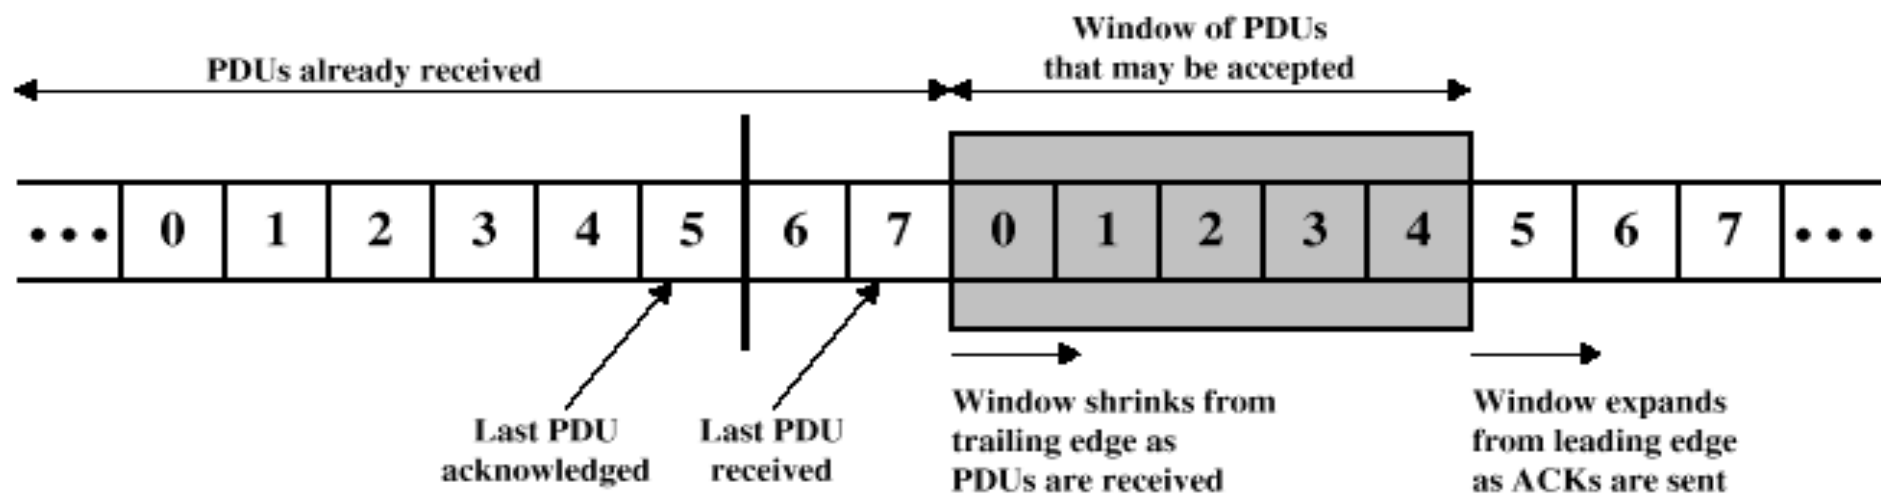 Window of PDUs
that may be accepted
PDUs already received
••• 0 1 2 3 4 5 6 7 0 1 2 3 4 5 6 7 •••
Last PDU
acknowledged
Last PDU
received
Window shrinks from
trailing edge as
PDUs are received
Window expands
from leading edge
as ACKs are sent